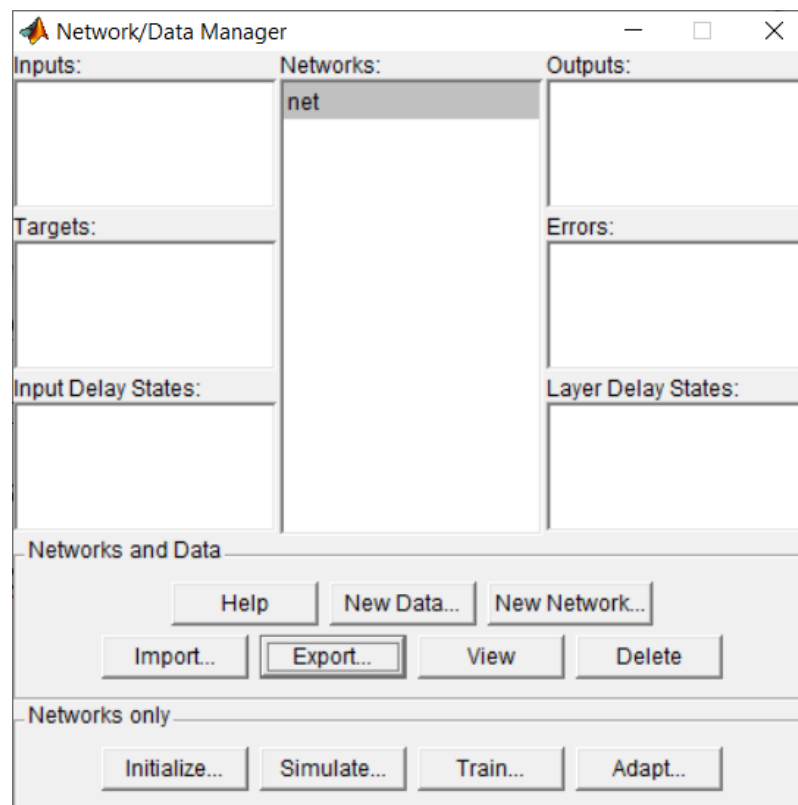 Network/Data Manager
Inputs: Networks: Outputs:
net
Targets: Errors:
Input Delay States: Layer Delay States:
Networks and Data
Help New Data... New Network...
Import... Export... View Delete
Networks only
Initialize... Simulate... Train... Adapt...